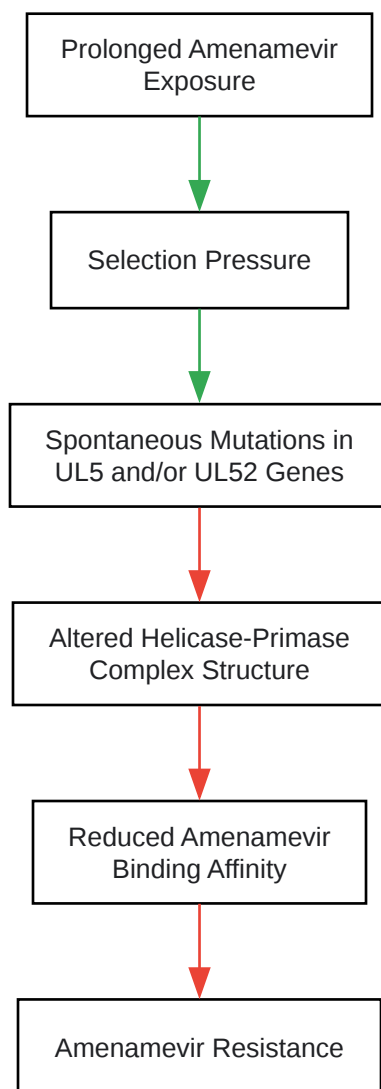 Prolonged Amenamevir
Exposure
Selection Pressure
Spontaneous Mutations in
UL5 and/or UL52 Genes
Altered Helicase-Primase
Complex Structure
Reduced Amenamevir
Binding Affinity
Amenamevir Resistance